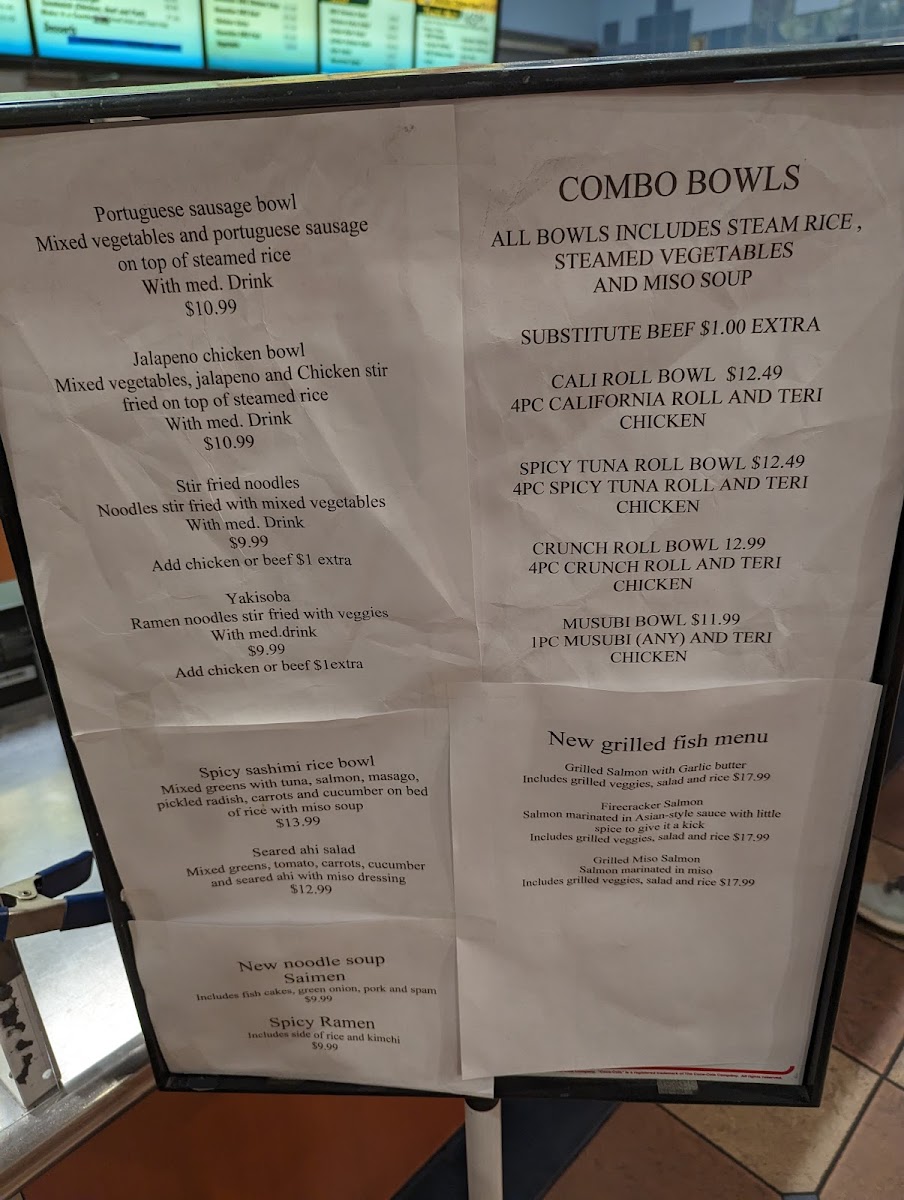 Desserts
Portuguese sausage bowl
Mixed vegetables and portuguese sausage
on top of steamed rice
With med. Drink
$10.99
Jalapeno chicken bowl
Mixed vegetables, jalapeno and Chicken stir
fried on top of steamed rice
With med. Drink
$10.99
Stir fried noodles
Noodles stir fried with mixed vegetables
With med. Drink
$9.99
Add chicken or beef $1 extra
Yakisoba
Ramen noodles stir fried with veggies
With med.drink
$9.99
Add chicken or beef $1extra
Spicy sashimi rice bowl
Mixed greens with tuna, salmon, masago,
pickled radish, carrots and cucumber on bed
of rice with miso soup
$13.99
Seared ahi salad
Mixed greens, tomato, carrots, cucumber
and seared ahi with miso dressing
$12.99
New noodle soup
Saimen
Includes fish cakes, green onion, pork and spam
$9.99
Spicy Ramen
Includes side of rice and kimchi
$9.99
COMBO BOWLS
ALL BOWLS INCLUDES STEAM RICE ,
STEAMED VEGETABLES
AND MISO SOUP
SUBSTITUTE BEEF $1.00 EXTRA
CALI ROLL BOWL $12.49
4PC CALIFORNIA ROLL AND TERI
CHICKEN
SPICY TUNA ROLL BOWL $12.49
4PC SPICY TUNA ROLL AND TERI
CHICKEN
CRUNCH ROLL BOWL 12.99
4PC CRUNCH ROLL AND TERI
CHICKEN
MUSUBI BOWL $11.99
1PC MUSUBI (ANY) AND TERI
CHICKEN
New grilled fish menu
Grilled Salmon with Garlic butter
Includes grilled veggies, salad and rice $17.99
Firecracker Salmon
Salmon marinated in Asian-style sauce with little
spice to give it a kick
Includes grilled veggies, salad and rice $17.99
Grilled Miso Salmon
Salmon marinated in miso
Includes grilled veggies, salad and rice $17.99
is a registered trademark of The Coca-Cola Company. All rights reserved.